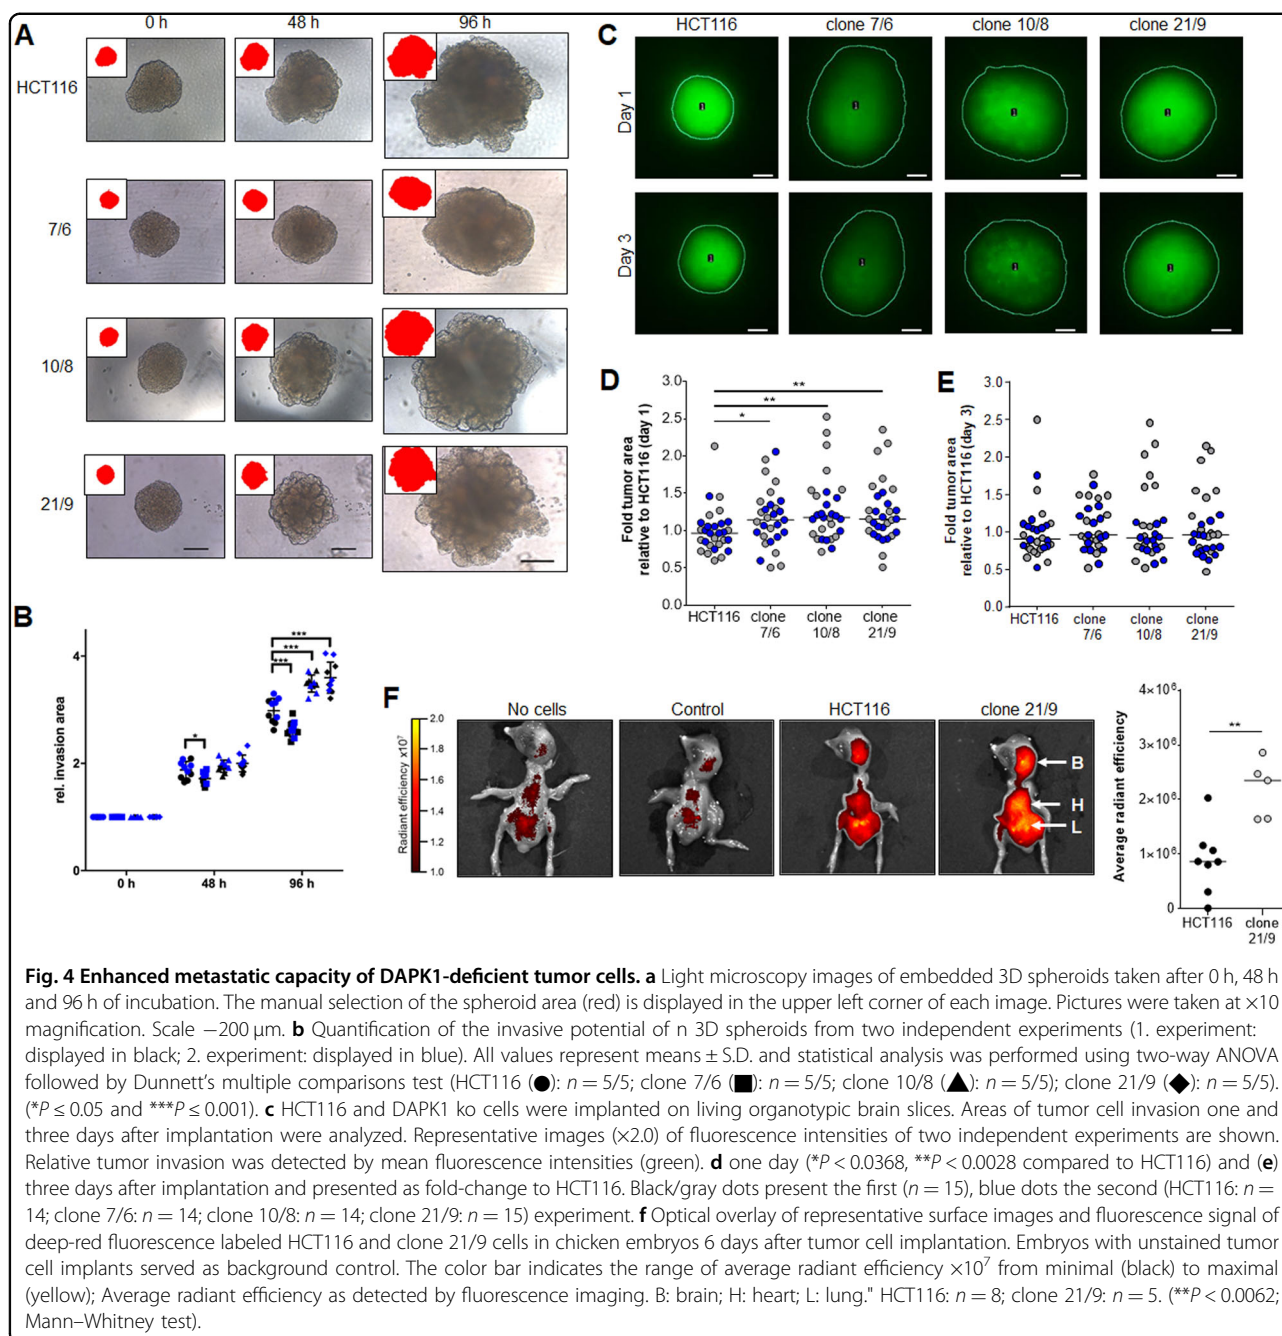 A
0 h
48 h
96 h
HCT116
7/6
10/8
21/9
B
rel. invasion area
4
2
0
*
***
***
***
0 h
48 h
96 h
C
HCT116
clone 7/6
clone 10/8
clone 21/9
Day 1
Day 3
D
Fold tumor area
relative to HCT116 (day 1)
3.0
2.5
2.0
1.5
1.0
0.5
0.0
**
**
*
HCT116
clone
7/6
clone
10/8
clone
21/9
E
Fold tumor area
relative to HCT116 (day 3)
3.0
2.5
2.0
1.5
1.0
0.5
0.0
HCT116
clone
7/6
clone
10/8
clone
21/9
F
Radiant efficiency x10⁷
2.0
1.8
1.6
1.4
1.2
1.0
No cells
Control
HCT116
clone 21/9
B
H
L
Average radiant efficiency
4×10⁶
3×10⁶
2×10⁶
1×10⁶
0
**
HCT116
clone
21/9
Fig. 4 Enhanced metastatic capacity of DAPK1-deficient tumor cells. a Light microscopy images of embedded 3D spheroids taken after 0 h, 48 h
and 96 h of incubation. The manual selection of the spheroid area (red) is displayed in the upper left corner of each image. Pictures were taken at ×10
magnification. Scale −200 µm. b Quantification of the invasive potential of n 3D spheroids from two independent experiments (1. experiment:
displayed in black; 2. experiment: displayed in blue). All values represent means ± S.D. and statistical analysis was performed using two-way ANOVA
followed by Dunnett's multiple comparisons test (HCT116 (●): n = 5/5; clone 7/6 (■): n = 5/5; clone 10/8 (▲): n = 5/5); clone 21/9 (◆): n = 5/5).
(*P ≤ 0.05 and ***P ≤ 0.001). c HCT116 and DAPK1 ko cells were implanted on living organotypic brain slices. Areas of tumor cell invasion one and
three days after implantation were analyzed. Representative images (×2.0) of fluorescence intensities of two independent experiments are shown.
Relative tumor invasion was detected by mean fluorescence intensities (green). d one day (*P < 0.0368, **P < 0.0028 compared to HCT116) and (e)
three days after implantation and presented as fold-change to HCT116. Black/gray dots present the first (n = 15), blue dots the second (HCT116: n =
14; clone 7/6: n = 14; clone 10/8: n = 14; clone 21/9: n = 15) experiment. f Optical overlay of representative surface images and fluorescence signal of
deep-red fluorescence labeled HCT116 and clone 21/9 cells in chicken embryos 6 days after tumor cell implantation. Embryos with unstained tumor
cell implants served as background control. The color bar indicates the range of average radiant efficiency ×10⁷ from minimal (black) to maximal
(yellow); Average radiant efficiency as detected by fluorescence imaging. B: brain; H: heart; L: lung." HCT116: n = 8; clone 21/9: n = 5. (**P < 0.0062;
Mann–Whitney test).